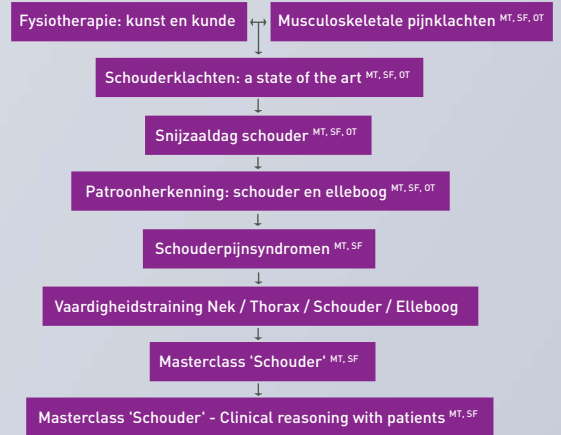 Fysiotherapie: kunst en kunde
Musculoskeletale pijnklachten MT, SF, OT
Schouderklachten: a state of the art MT, SF, OT
Snijzaaldag schouder MT, SF, OT
Patroonherkenning: schouder en elleboog MT, SF, OT
Schouderpijnsyndromen MT, SF
Vaardigheidstraining Nek / Thorax / Schouder / Elleboog
Masterclass 'Schouder' MT, SF
Masterclass 'Schouder' - Clinical reasoning with patients MT, SF